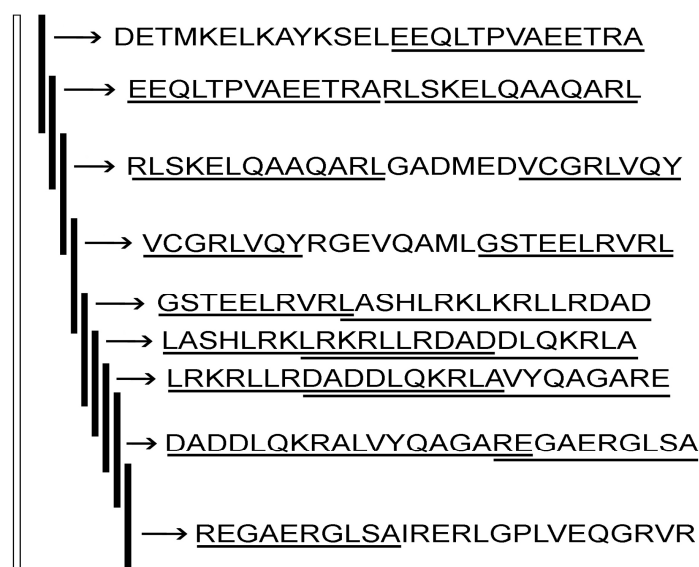 DETMKELKAYKSELEEQLTPVAEETRA
EEQLTPVAEETRARLSKELQAAQARL
RLSKELQAAQARLGADMEDVCGRLVQY
VCGRLVQYRGEVQAMLGSTEELRVRL
GSTEELRVRLASHLRKLKRLLRDAD
LASHLRKLRKRLLRDADDLQKRLA
LRKRLLRDADDLQKRLAVYQAGARE
DADDLQKRALVYQAGAREGAERGLSA
REGAERGLSAIRERLGPLVEQGRVR